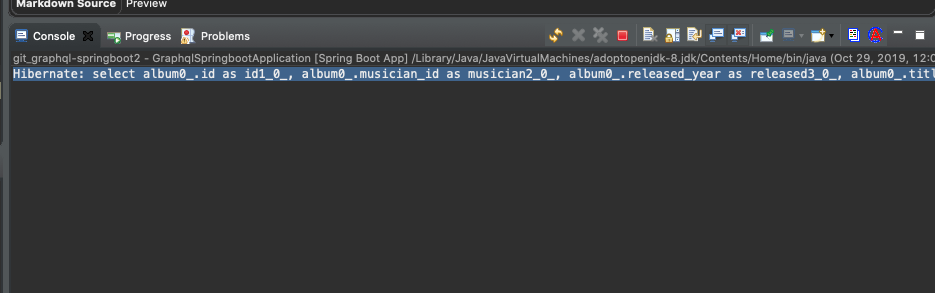 Markdown Source Preview
Console Progress Problems
git_graphql-springboot2 - GraphqlSpringbootApplication [Spring Boot App] /Library/Java/JavaVirtualMachines/adoptopenjdk-8.jdk/Contents/Home/bin/java (Oct 29, 2019, 12:0
Hibernate: select album0_.id as id1_0_, album0_.musician_id as musician2_0_, album0_.released_year as released3_0_, album0_.titl